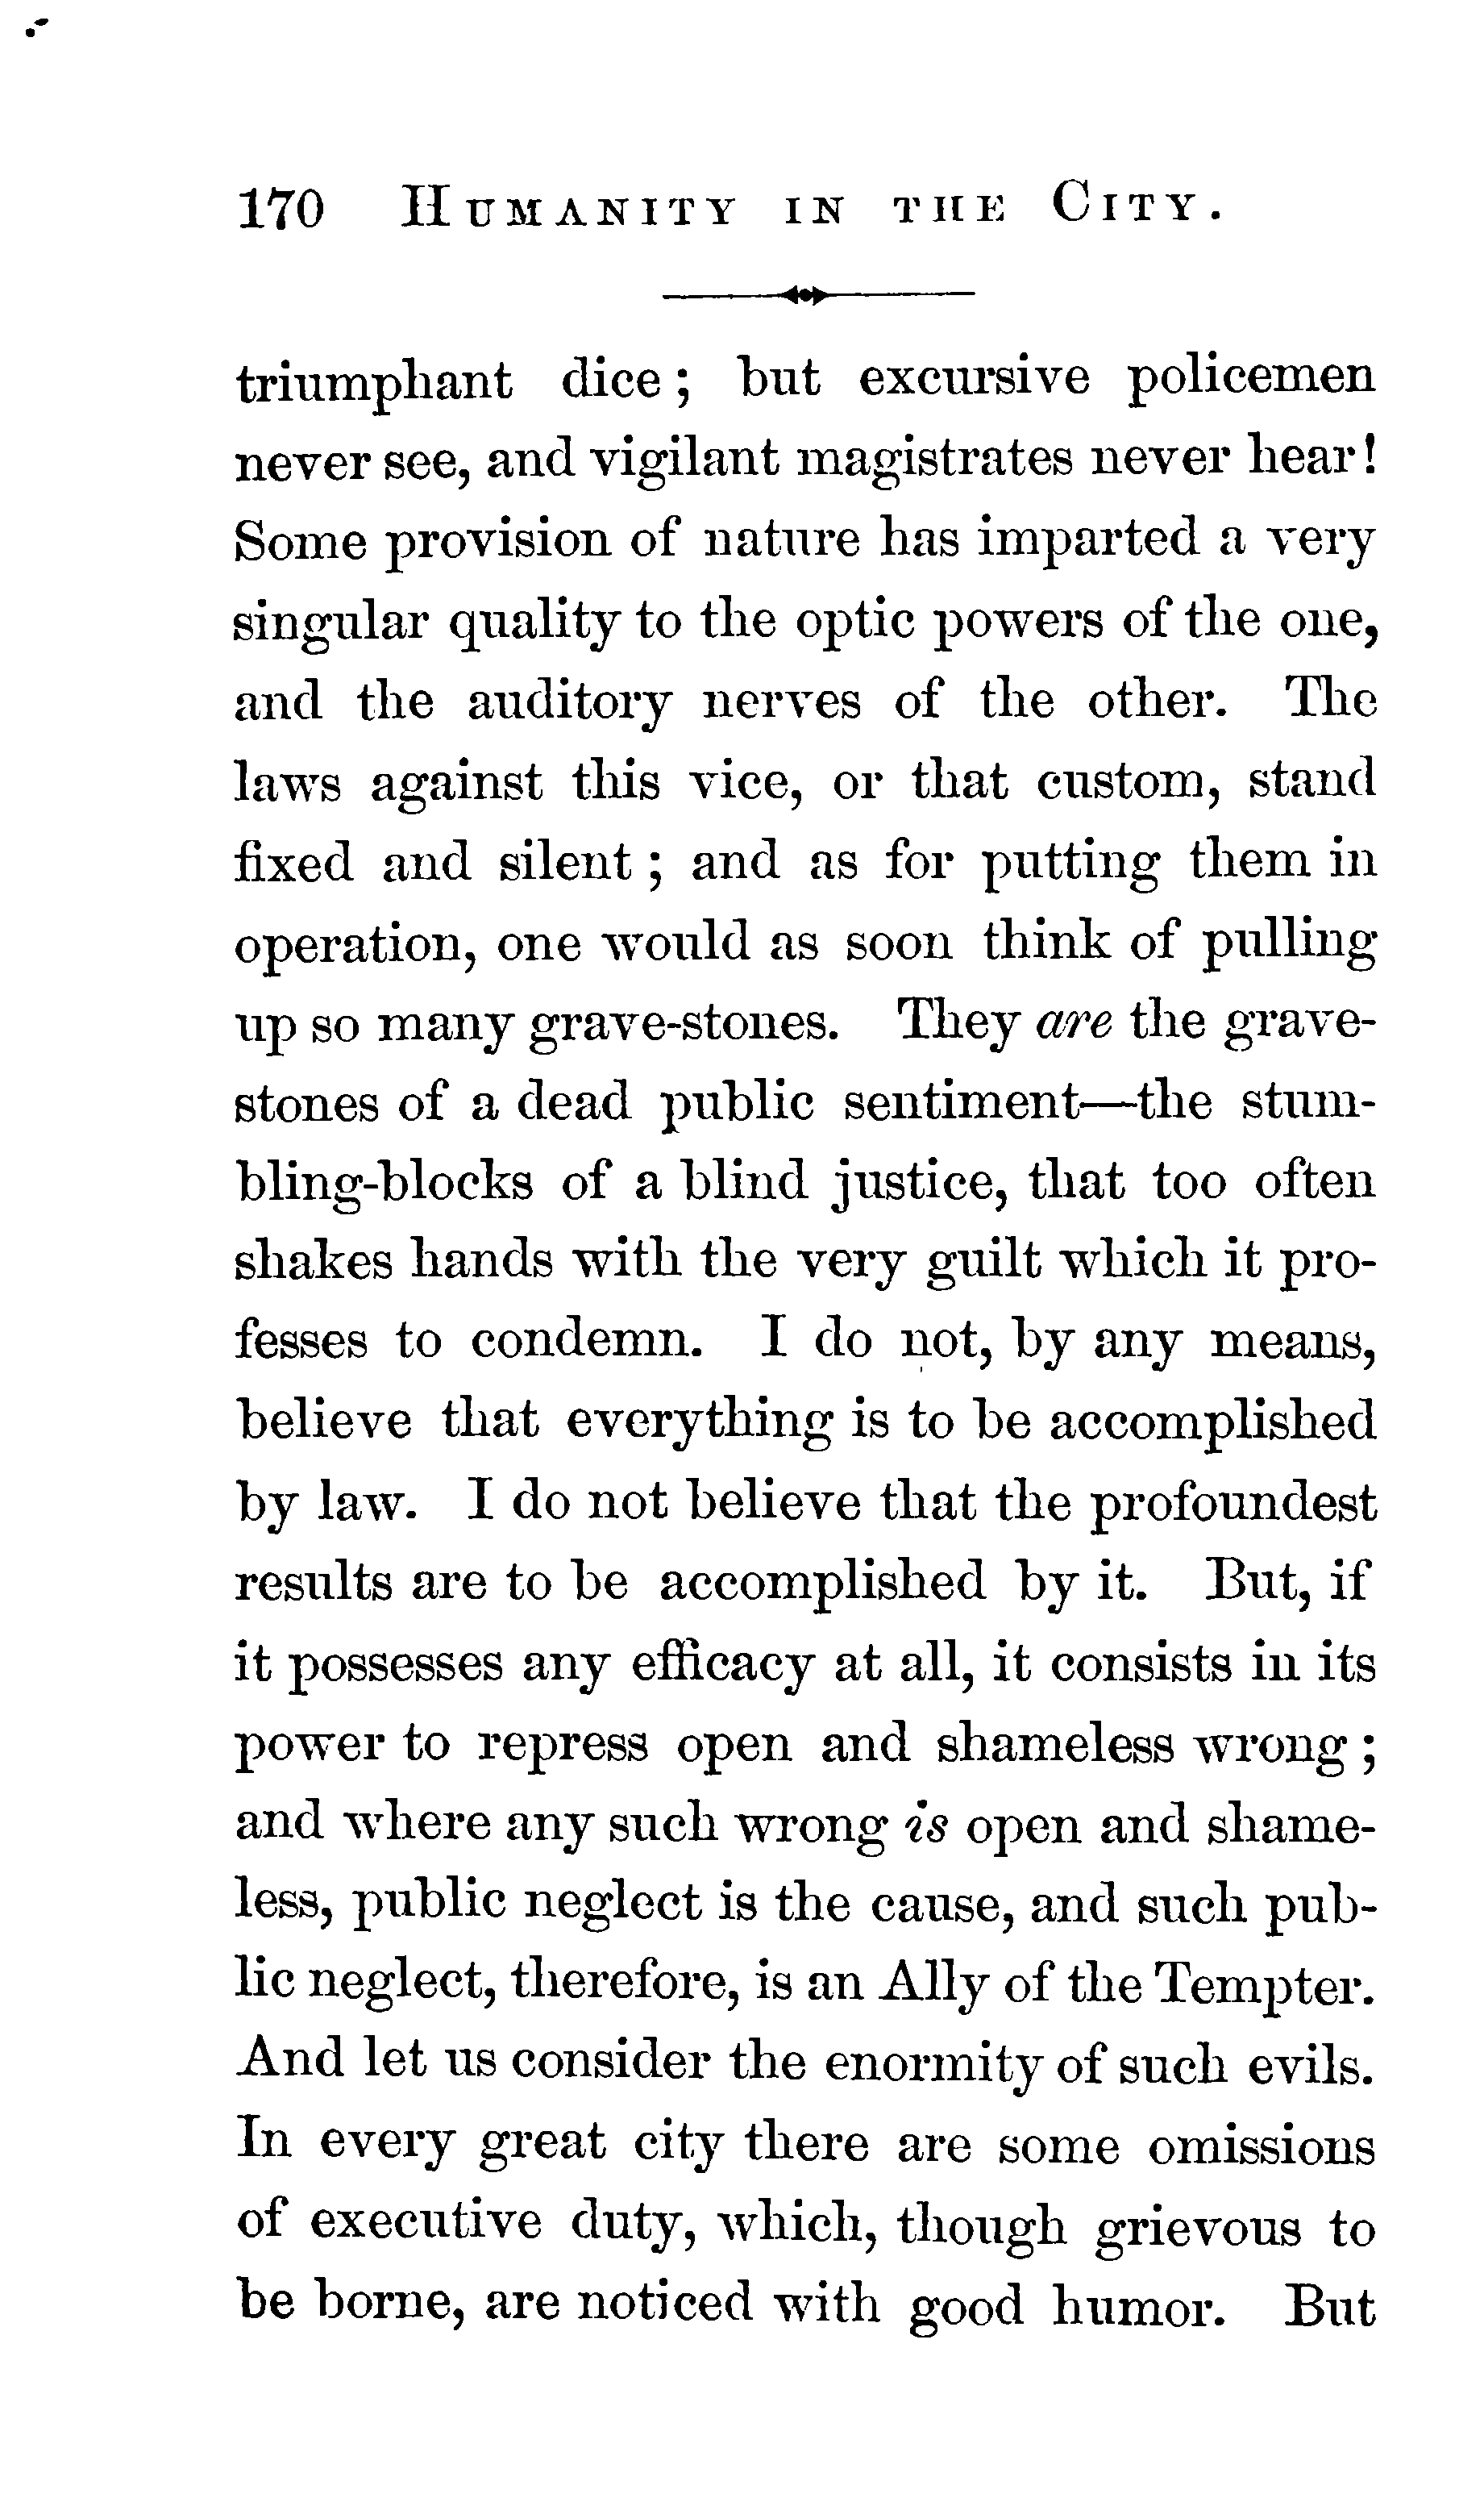 170 HUMANITY IN THE CITY.
triumphant dice; but excursive policemen
never see, and vigilant magistrates never hear!
Some provision of nature has imparted a very
singular quality to the optic powers of the one,
and the auditory nerves of the other. The
laws against this vice, or that custom, stand
fixed and silent; and as for putting them in
operation, one would as soon think of pulling
up so many grave-stones. They are the grave-
stones of a dead public sentiment—the stum-
bling-blocks of a blind justice, that too often
shakes hands with the very guilt which it pro-
fesses to condemn. I do not, by any means,
believe that everything is to be accomplished
by law. I do not believe that the profoundest
results are to be accomplished by it. But, if
it possesses any efficacy at all, it consists in its
power to repress open and shameless wrong;
and where any such wrong is open and shame-
less, public neglect is the cause, and such pub-
lic neglect, therefore, is an Ally of the Tempter.
And let us consider the enormity of such evils.
In every great city there are some omissions
of executive duty, which, though grievous to
be borne, are noticed with good humor. But